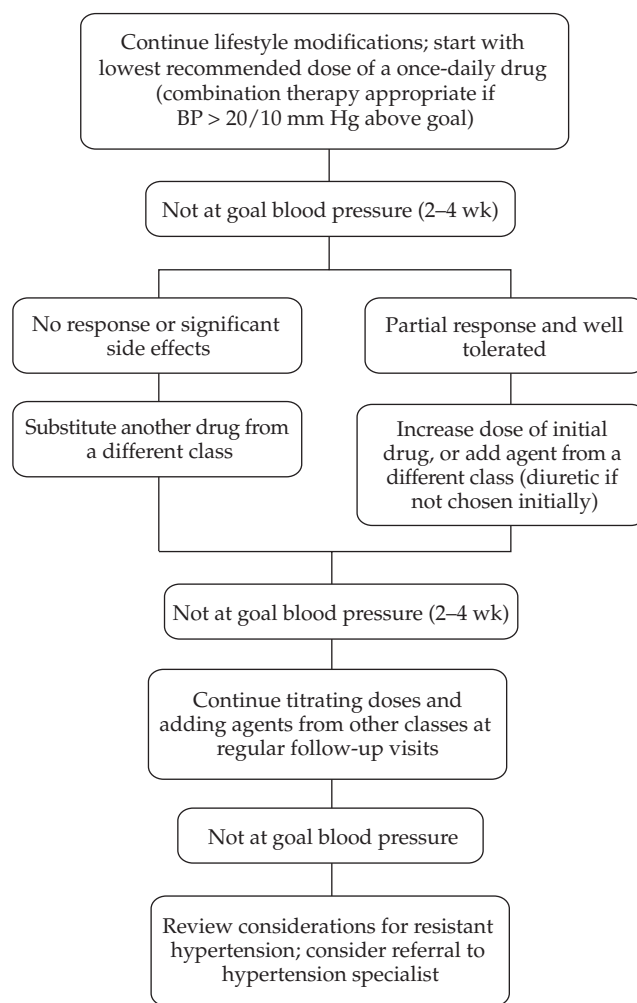 Continue lifestyle modifications; start with
lowest recommended dose of a once-daily drug
(combination therapy appropriate if
BP > 20/10 mm Hg above goal)
Not at goal blood pressure (2–4 wk)
No response or significant
side effects
Partial response and well
tolerated
Substitute another drug from
a different class
Increase dose of initial
drug, or add agent from a
different class (diuretic if
not chosen initially)
Not at goal blood pressure (2–4 wk)
Continue titrating doses and
adding agents from other classes at
regular follow-up visits
Not at goal blood pressure
Review considerations for resistant
hypertension; consider referral to
hypertension specialist